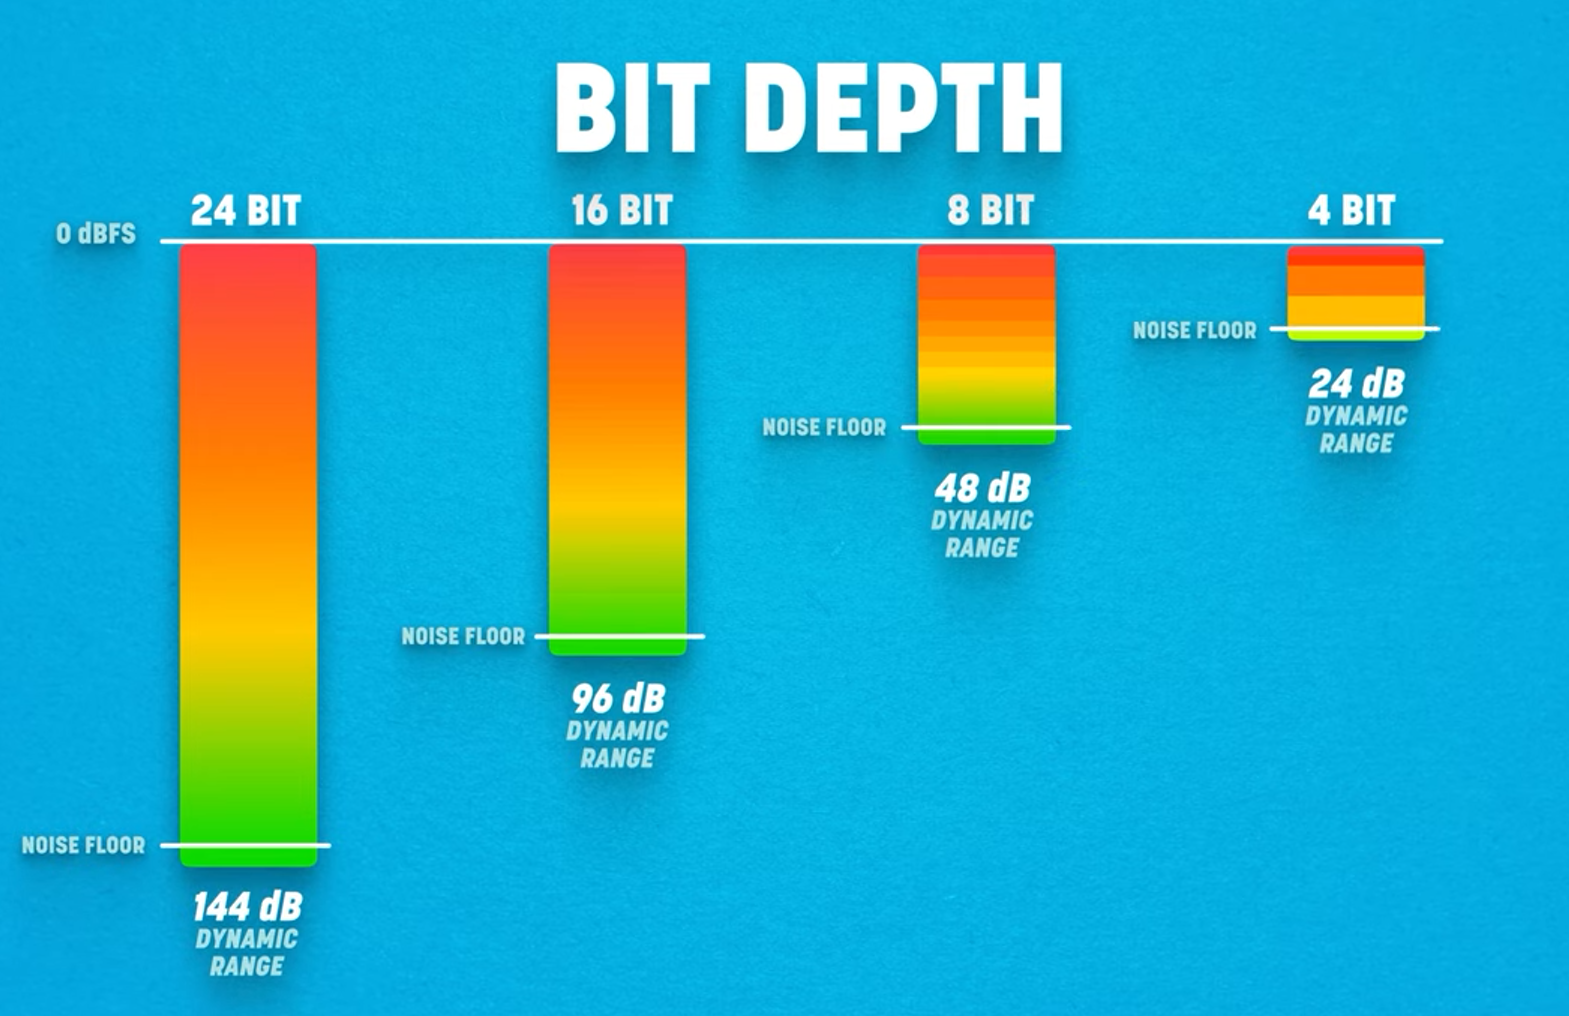 BIT DEPTH
24 BIT
16 BIT
8 BIT
4 BIT
0 dBFS
NOISE FLOOR
24 dB
DYNAMIC
RANGE
NOISE FLOOR
48 dB
DYNAMIC
RANGE
NOISE FLOOR
96 dB
DYNAMIC
RANGE
NOISE FLOOR
144 dB
DYNAMIC
RANGE